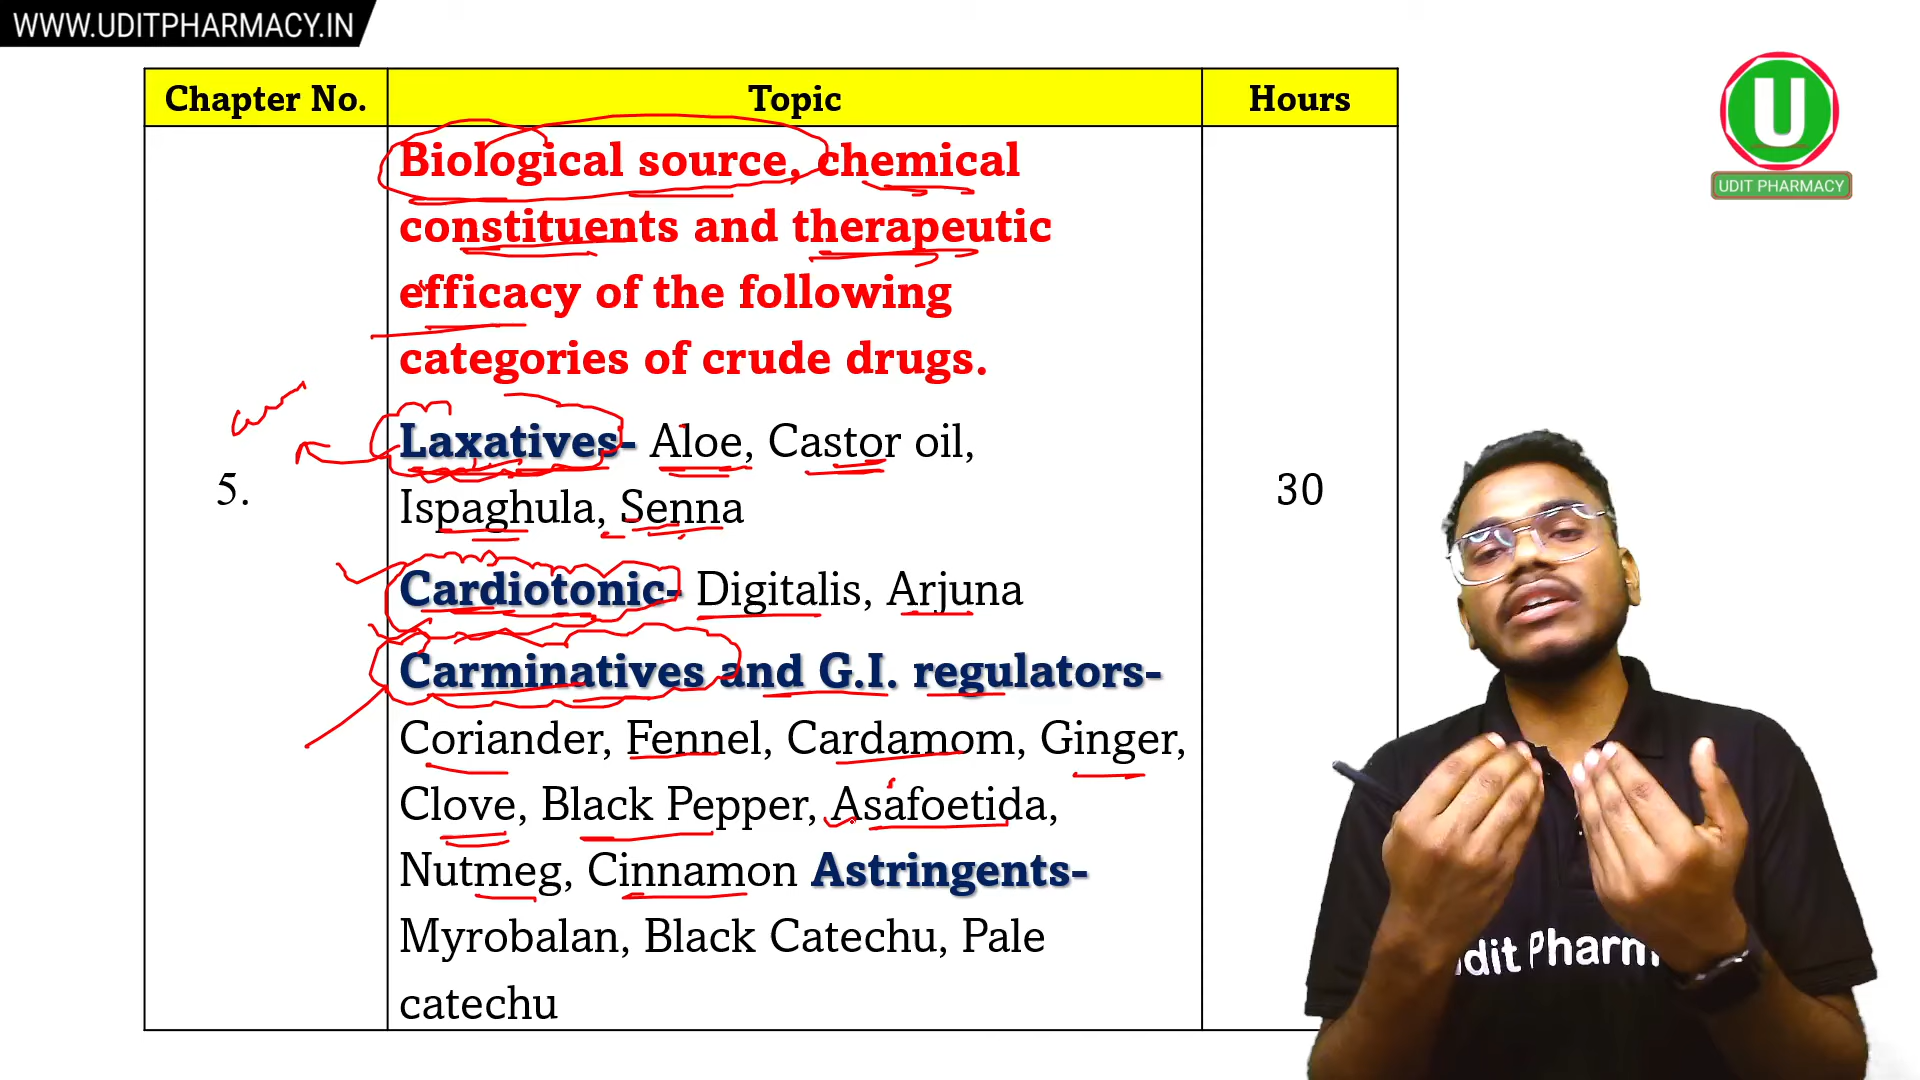 WWW.UDITPHARMACY.IN
Chapter No. Topic Hours
Biological source, chemical
constituents and therapeutic
efficacy of the following
categories of crude drugs.
Laxatives- Aloe, Castor oil,
Ispaghula, Senna
5. 30
Cardiotonic- Digitalis, Arjuna
Carminatives and G.I. regulators-
Coriander, Fennel, Cardamom, Ginger,
Clove, Black Pepper, Asafoetida,
Nutmeg, Cinnamon Astringents-
Myrobalan, Black Catechu, Pale
catechu
U
UDIT PHARMACY
dit Pharm